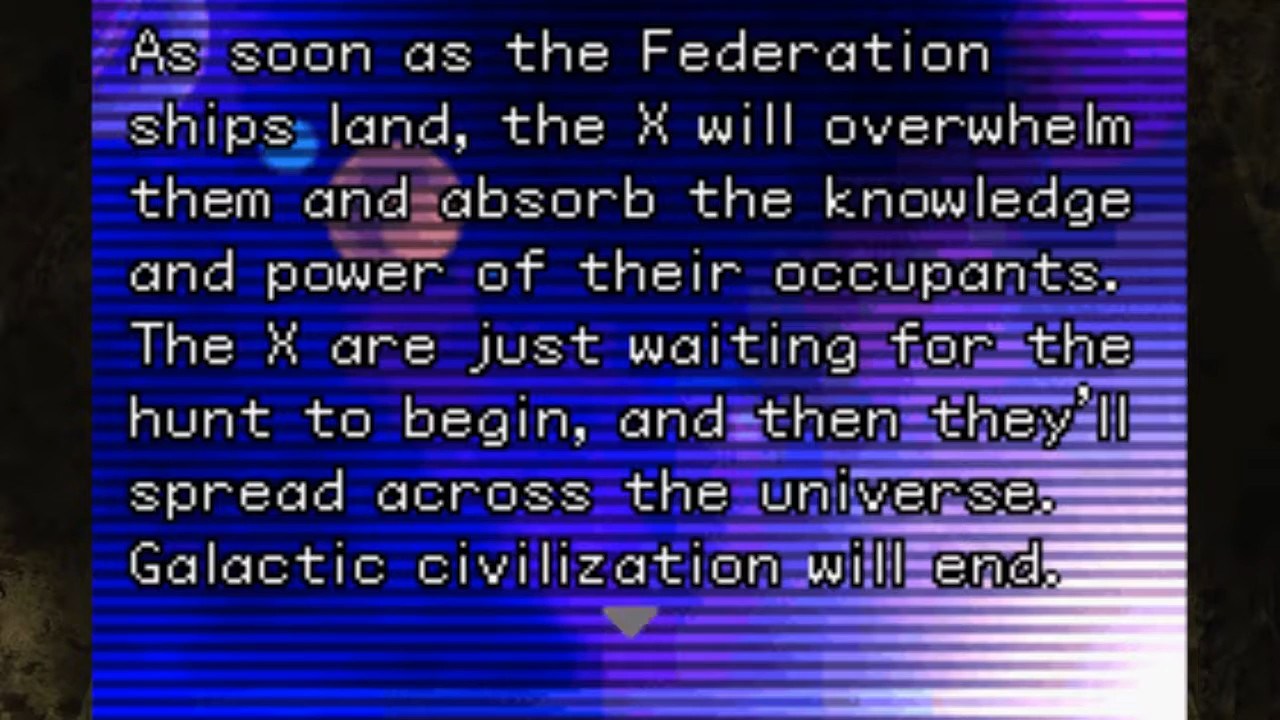 As soon as the Federation
ships land, the X will overwhelm
them and absorb the knowledge
and power of their occupants.
The X are just waiting for the
hunt to begin, and then they'll
spread across the universe.
Galactic civilization will end.